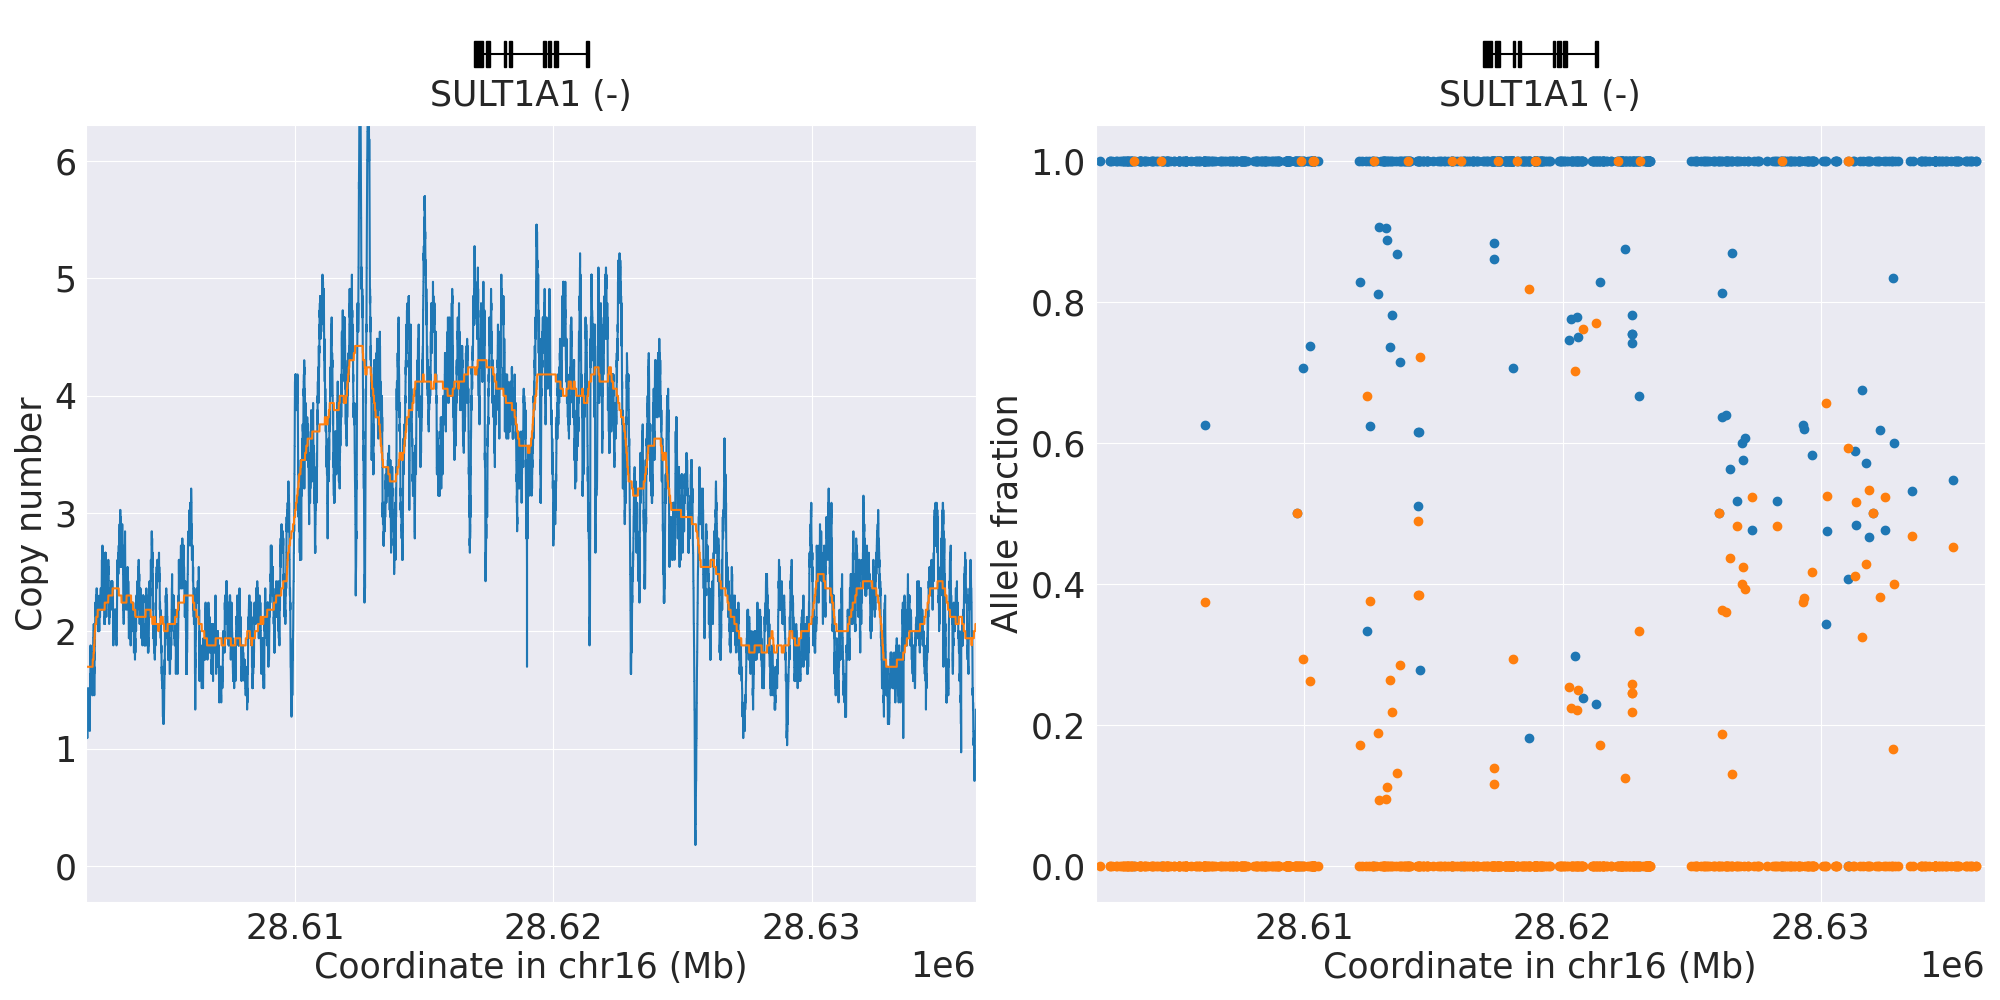 SULT1A1 (-)
6
5
4
3
2
1
0
Copy number
28.61
28.62
28.63
Coordinate in chr16 (Mb)
1e6
SULT1A1 (-)
1.0
0.8
0.6
0.4
0.2
0.0
Allele fraction
28.61
28.62
28.63
Coordinate in chr16 (Mb)
1e6